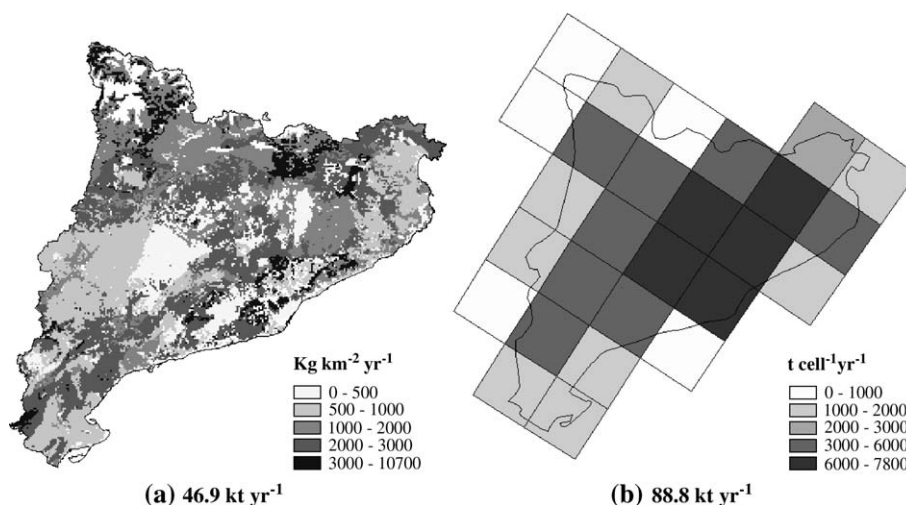 Kg km⁻² yr⁻¹
0 - 500
500 - 1000
1000 - 2000
2000 - 3000
3000 - 10700
(a) 46.9 kt yr⁻¹
t cell⁻¹yr⁻¹
0 - 1000
1000 - 2000
2000 - 3000
3000 - 6000
6000 - 7800
(b) 88.8 kt yr⁻¹